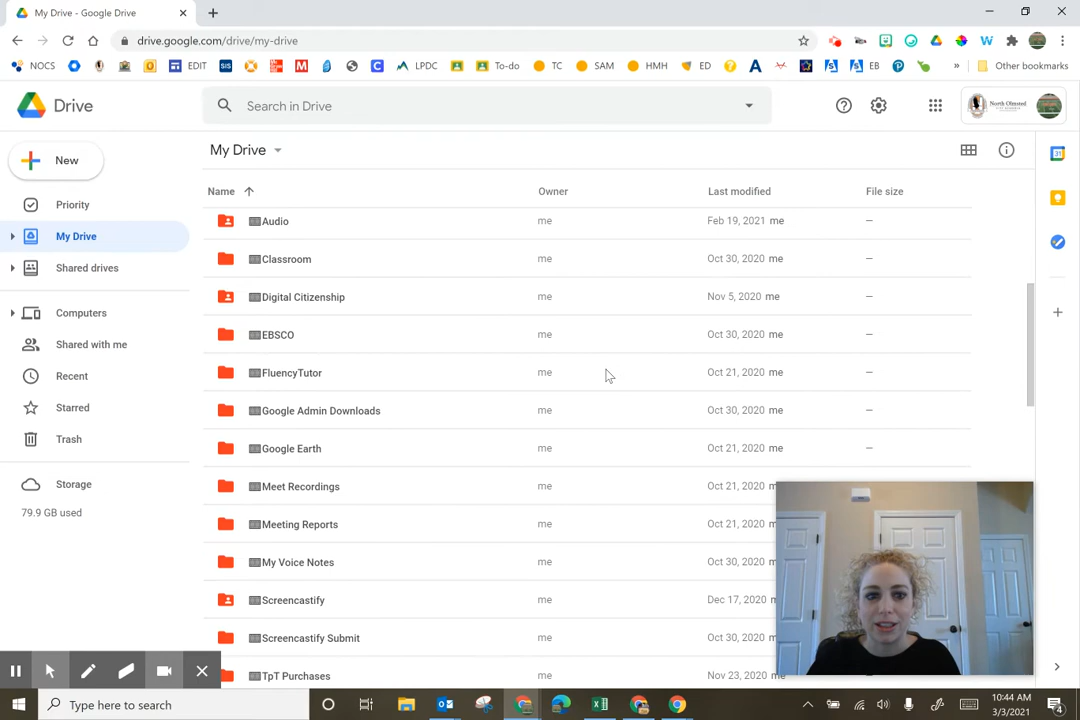 My Drive - Google Drive
drive.google.com/drive/my-drive
NOCS
EDIT
SIS
LPDC
To-do
TC
SAM
HMH
ED
EB
Other bookmarks
Drive
Search in Drive
North Olmsted
New
My Drive
Priority
My Drive
Shared drives
Computers
Shared with me
Recent
Starred
Trash
Storage
79.9 GB used
Name Owner Last modified File size
Audio me Feb 19, 2021 me –
Classroom me Oct 30, 2020 me –
Digital Citizenship me Nov 5, 2020 me –
EBSCO me Oct 30, 2020 me –
FluencyTutor me Oct 21, 2020 me –
Google Admin Downloads me Oct 30, 2020 me –
Google Earth me Oct 21, 2020 me –
Meet Recordings me Oct 21, 2020 m
Meeting Reports me Oct 21, 2020 m
My Voice Notes me Oct 30, 2020 m
Screencastify me Dec 17, 2020 m
Screencastify Submit me Oct 30, 2020 m
TpT Purchases me Nov 23, 2020 me –
Type here to search
10:44 AM
3/3/2021
4